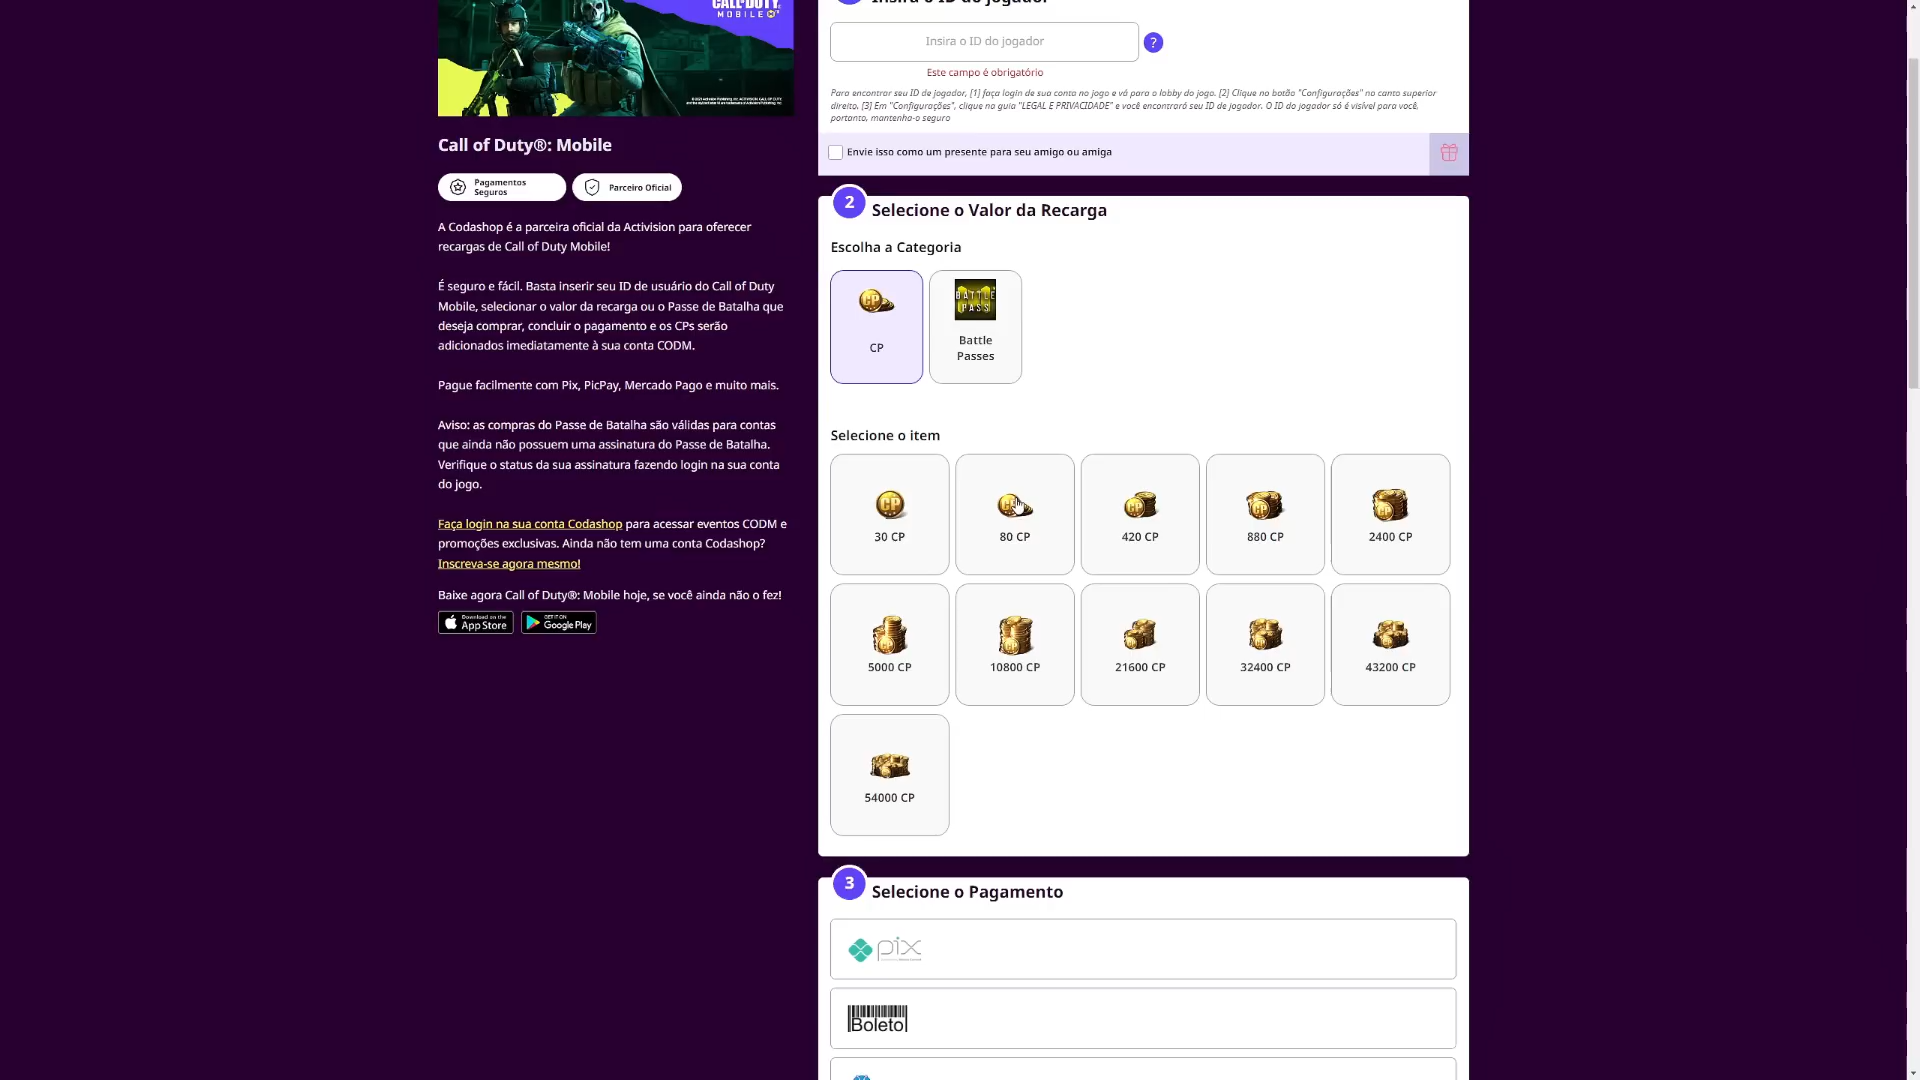 CALL OF DUTY
MOBILE
Call of Duty®: Mobile
Pagamentos
Seguros
Parceiro Oficial
A Codashop é a parceira oficial da Activision para oferecer
recargas de Call of Duty Mobile!
É seguro e fácil. Basta inserir seu ID de usuário do Call of Duty
Mobile, selecionar o valor da recarga ou o Passe de Batalha que
deseja comprar, concluir o pagamento e os CPs serão
adicionados imediatamente à sua conta CODM.
Pague facilmente com Pix, PicPay, Mercado Pago e muito mais.
Aviso: as compras do Passe de Batalha são válidas para contas
que ainda não possuem uma assinatura do Passe de Batalha.
Verifique o status da sua assinatura fazendo login na sua conta
do jogo.
Faça login na sua conta Codashop para acessar eventos CODM e
promoções exclusivas. Ainda não tem uma conta Codashop?
Inscreva-se agora mesmo!
Baixe agora Call of Duty®: Mobile hoje, se você ainda não o fez!
Download on the
App Store
GET IT ON
Google Play
Insira o ID do jogador
Insira o ID do jogador
?
Este campo é obrigatório
Para encontrar seu ID de jogador, [1] faça login de sua conta no jogo e vá para o lobby do jogo. [2] Clique no botão "Configurações" no canto superior
direito, [3] Em "Configurações", clique na guia "LEGAL E PRIVACIDADE" e você encontrará seu ID de jogador. O ID do jogador só é visível para você,
portanto, mantenha-o seguro
Envie isso como um presente para seu amigo ou amiga
2
Selecione o Valor da Recarga
Escolha a Categoria
CP
CP
BATTLE
PASS
Battle
Passes
Selecione o item
CP
30 CP
80 CP
420 CP
880 CP
2400 CP
5000 CP
10800 CP
21600 CP
32400 CP
43200 CP
54000 CP
3
Selecione o Pagamento
pix
Boleto